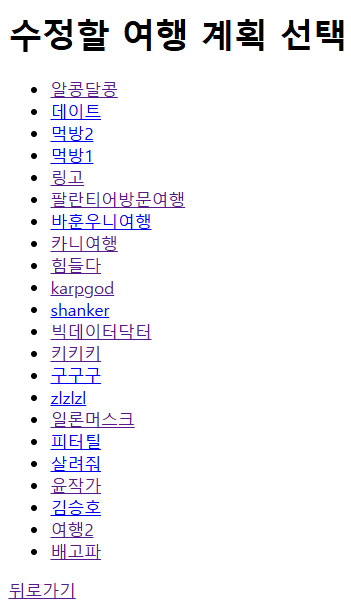 수정할 여행 계획 선택
알콩달콩
데이트
먹방2
먹방1
링고
팔란티어방문여행
바훈우니여행
카니여행
힘들다
karpgod
shanker
빅데이터닥터
키키키
구구구
zlzlzl
일론머스크
피터틸
살려줘
윤작가
김승호
여행2
배고파
뒤로가기